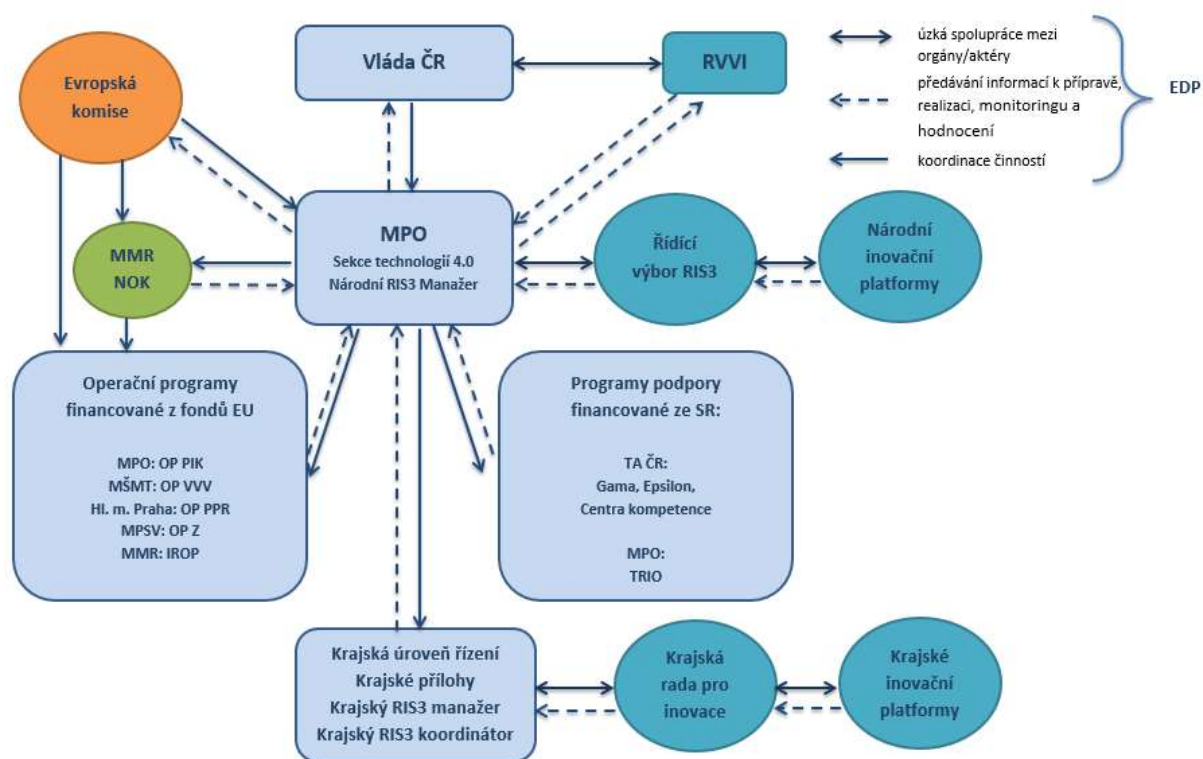 Vláda ČR
RVVI
Evropská
komise
úzká spolupráce mezi
orgány/aktéry
předávání informací k přípravě,
realizaci, monitoringu a
hodnocení
koordinace činností
EDP
MPO
Sekce technologií 4.0
Národní RIS3 Manažer
MMR
NOK
Řídící
výbor RIS3
Národní
inovační
platformy
Operační programy
financované z fondů EU
MPO: OP PIK
MŠMT: OP VVV
Hl. m. Praha: OP PPR
MPSV: OP Z
MMR: IROP
Programy podpory
financované ze SR:
TA ČR:
Gama, Epsilon,
Centra kompetence
MPO:
TRIO
Krajská úroveň řízení
Krajské přílohy
Krajský RIS3 manažer
Krajský RIS3 koordinátor
Krajská
rada pro
inovace
Krajské
inovační
platformy